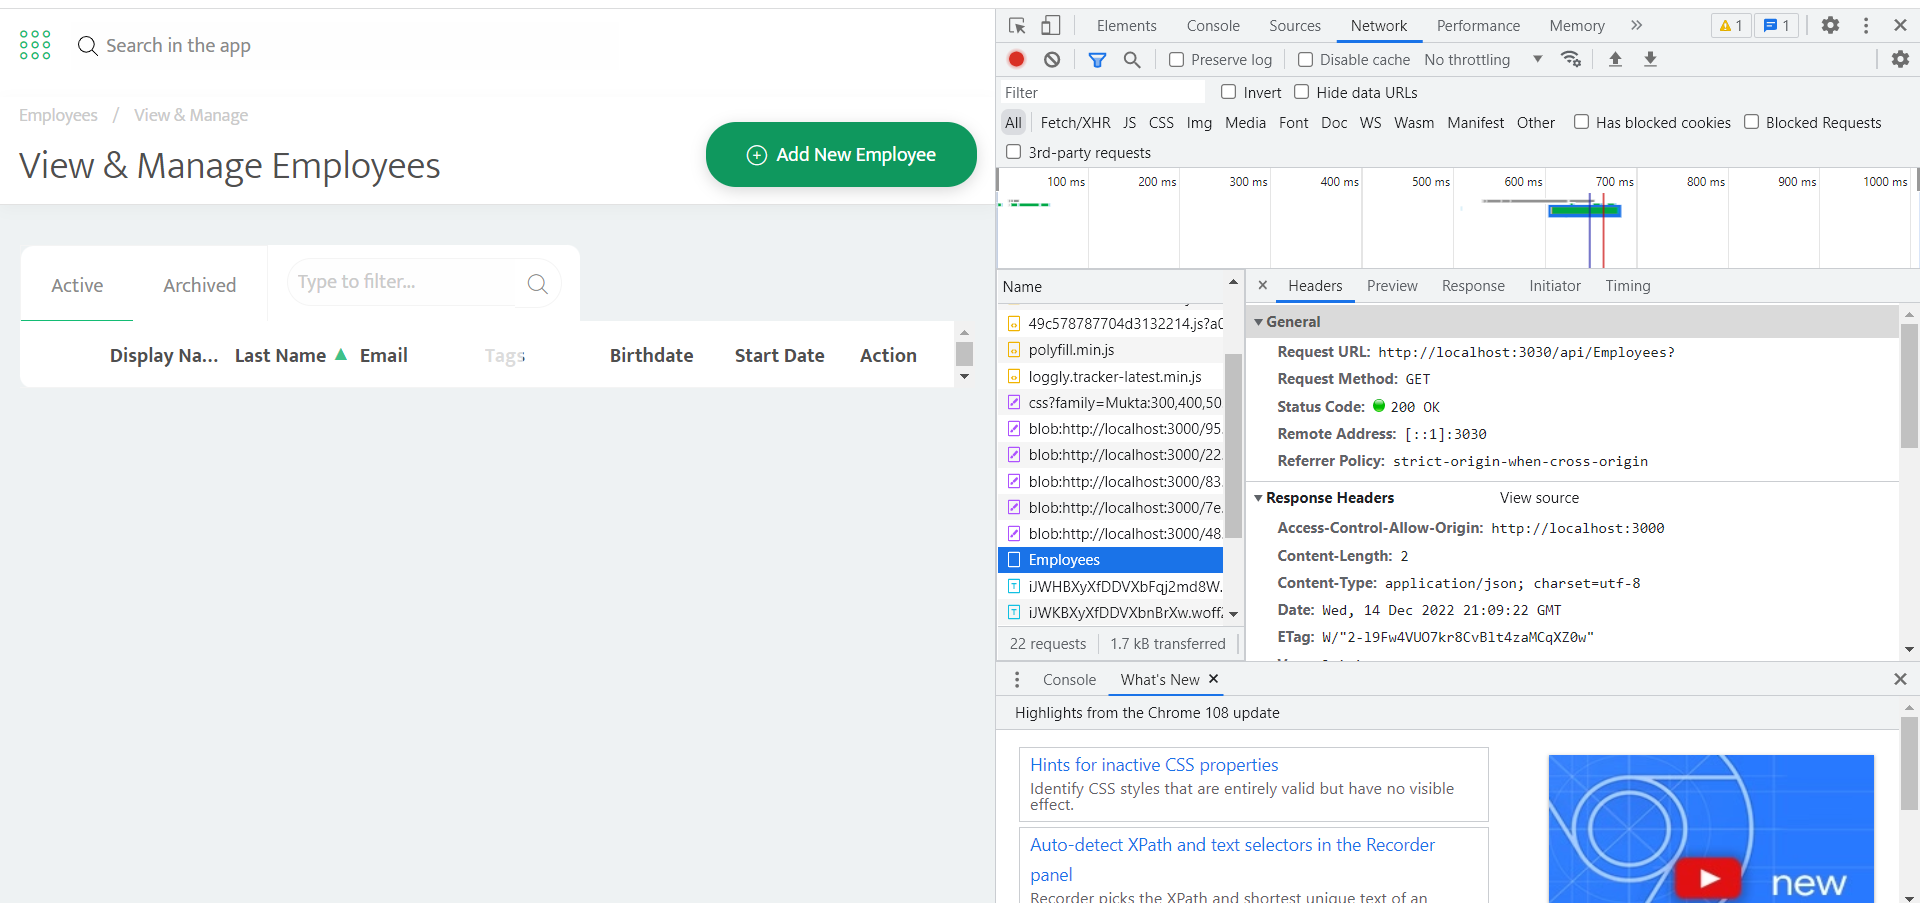 Search in the app
Employees / View & Manage
View & Manage Employees
Add New Employee
Active
Archived
Type to filter...
Display Na...
Last Name
Email
Tags
Birthdate
Start Date
Action
Elements
Console
Sources
Network
Performance
Memory
1
1
Preserve log
Disable cache
No throttling
Filter
Invert
Hide data URLs
All
Fetch/XHR
JS
CSS
Img
Media
Font
Doc
WS
Wasm
Manifest
Other
Has blocked cookies
Blocked Requests
3rd-party requests
100 ms
200 ms
300 ms
400 ms
500 ms
600 ms
700 ms
800 ms
900 ms
1000 ms
Name
49c578787704d3132214.js?a0
polyfill.min.js
loggly.tracker-latest.min.js
css?family=Mukta:300,400,50
blob:http://localhost:3000/95.
blob:http://localhost:3000/22.
blob:http://localhost:3000/83.
blob:http://localhost:3000/7e.
blob:http://localhost:3000/48.
Employees
iJWHBXyXfDDVXbFqj2md8W.
iJWKBXyXfDDVXbnBrXw.woff2
22 requests
1.7 kB transferred
Headers
Preview
Response
Initiator
Timing
General
Request URL: http://localhost:3030/api/Employees?
Request Method: GET
Status Code: 200 OK
Remote Address: [::1]:3030
Referrer Policy: strict-origin-when-cross-origin
Response Headers
View source
Access-Control-Allow-Origin: http://localhost:3000
Content-Length: 2
Content-Type: application/json; charset=utf-8
Date: Wed, 14 Dec 2022 21:09:22 GMT
ETag: W/"2-l9Fw4VUO7kr8CvBlt4zaMCqXZ0w"
Console
What's New
Highlights from the Chrome 108 update
Hints for inactive CSS properties
Identify CSS styles that are entirely valid but have no visible
effect.
Auto-detect XPath and text selectors in the Recorder
panel
Recorder picks the XPath and shortest unique text of an
new